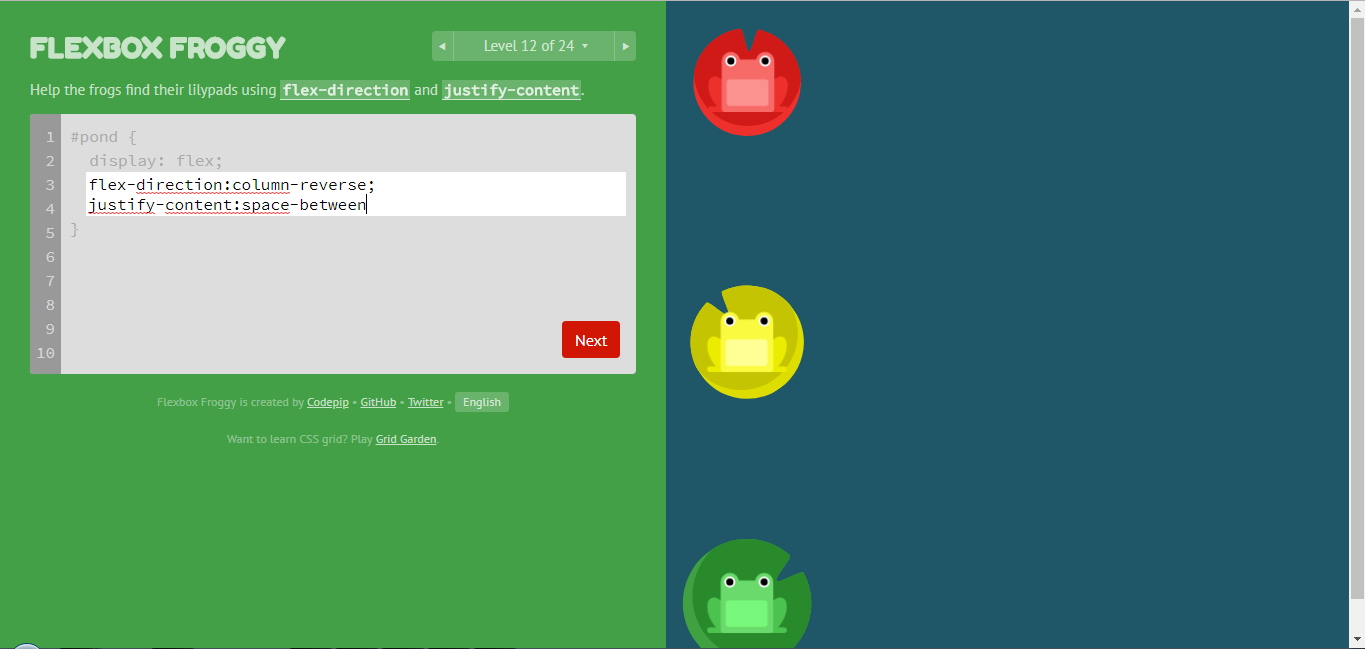 FLEXBOX FROGGY
◀ Level 12 of 24 ▾ ▶
Help the frogs find their lilypads using flex-direction and justify-content.
1 #pond {
2 display: flex;
3 flex-direction:column-reverse;
4 justify-content:space-between
5 }
6
7
8
9
10
Next
Flexbox Froggy is created by Codepip • GitHub • Twitter • English
Want to learn CSS grid? Play Grid Garden.